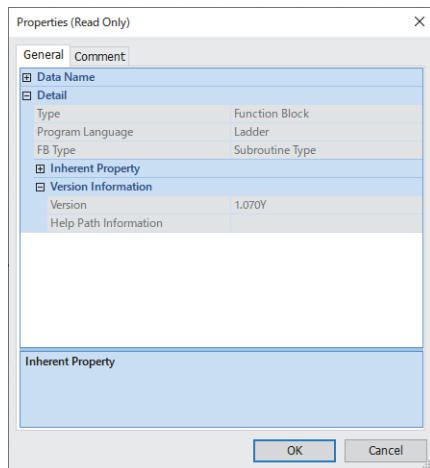 Properties (Read Only)
General Comment
Data Name
Detail
Type Function Block
Program Language Ladder
FB Type Subroutine Type
Inherent Property
Version Information
Version 1.070Y
Help Path Information
Inherent Property
OK Cancel